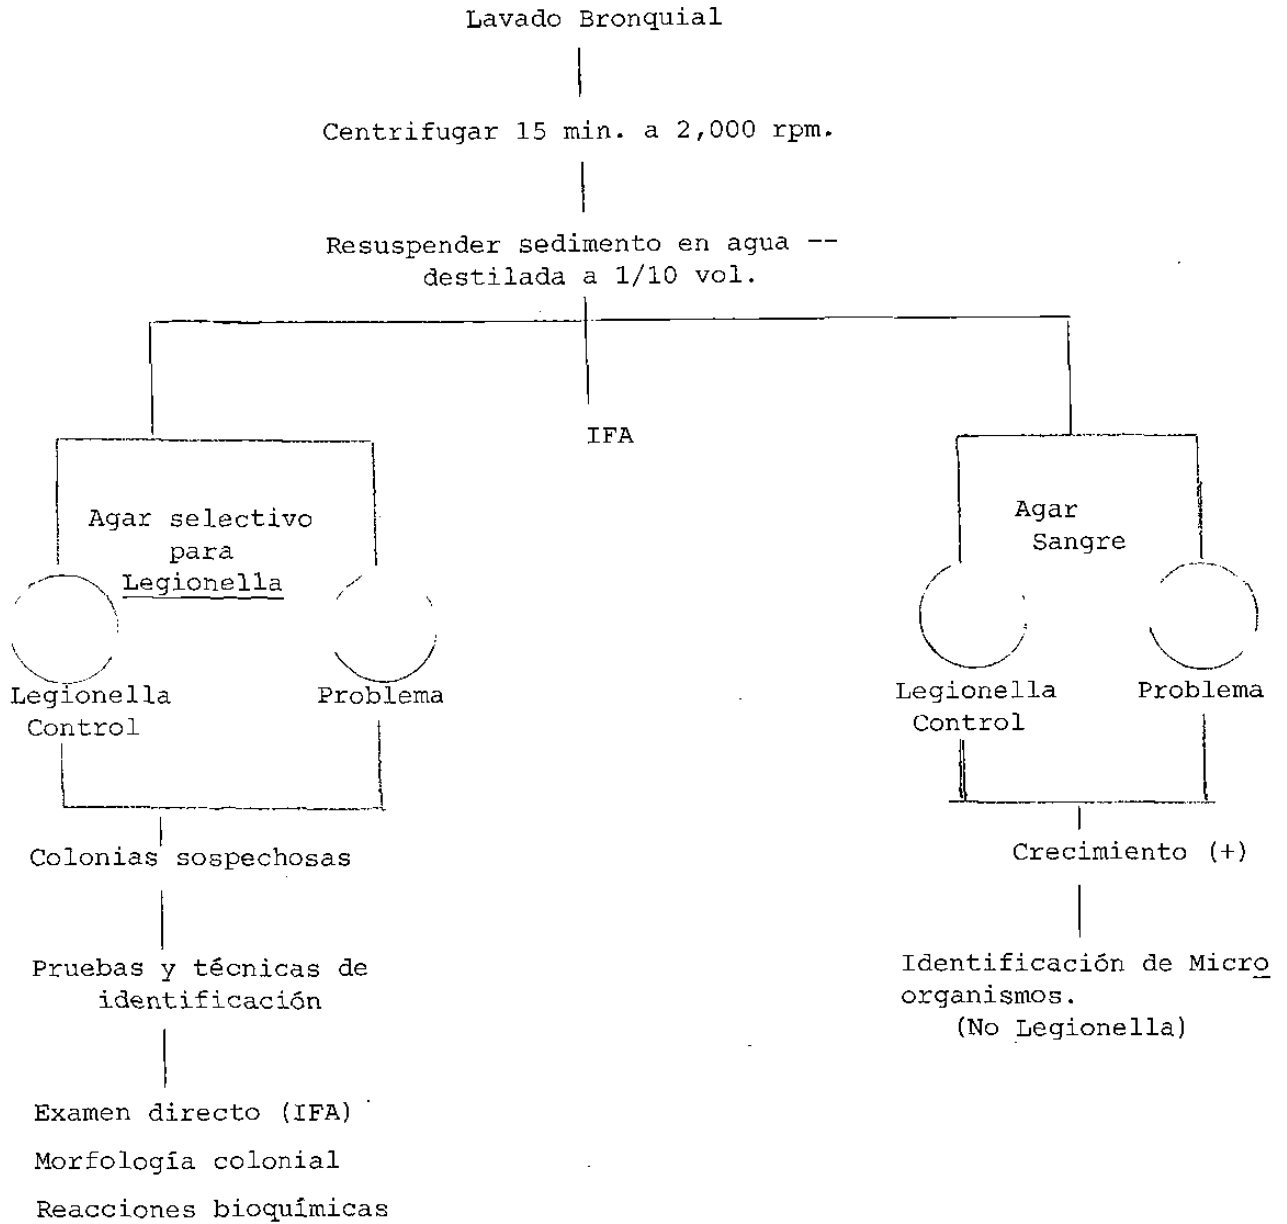 Lavado Bronquial
Centrifugar 15 min. a 2,000 rpm.
Resuspender sedimento en agua --
destilada a 1/10 vol.
IFA
Agar selectivo
para
Legionella
Legionella
Control
Problema
Agar
Sangre
Legionella
Control
Problema
Colonias sospechosas
Pruebas y técnicas de
identificación
Examen directo (IFA)
Morfología colonial
Reacciones bioquímicas
Crecimiento (+)
Identificación de Micro
organismos.
(No Legionella)